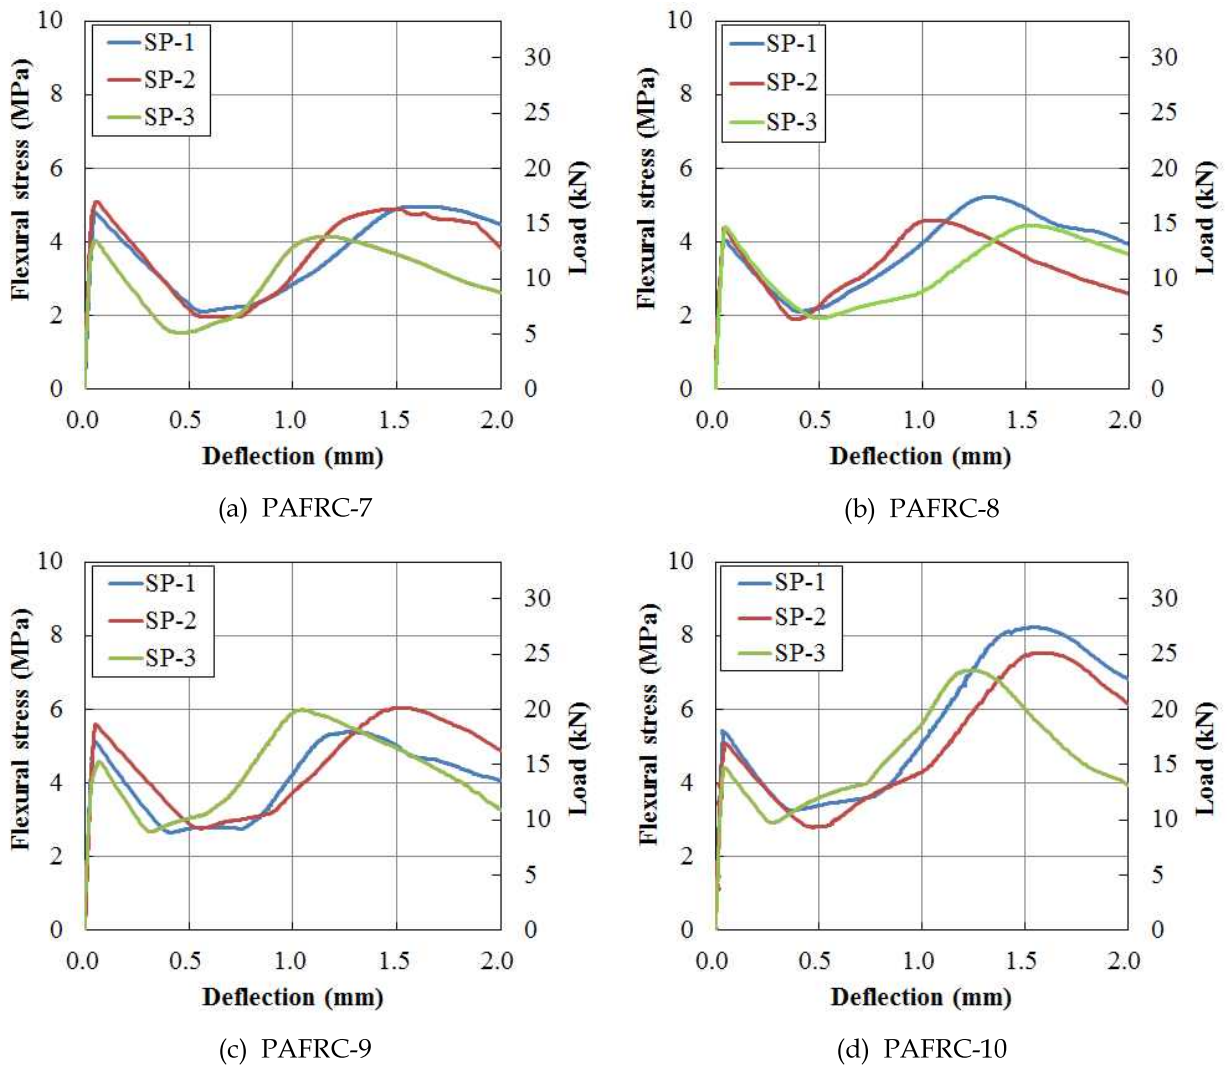 10
8
6
4
2
0
Flexural stress (MPa)
SP-1
SP-2
SP-3
30
25
20
15
10
5
0
Load (kN)
0.0 0.5 1.0 1.5 2.0
Deflection (mm)
(a) PAFRC-7
10
8
6
4
2
0
Flexural stress (MPa)
SP-1
SP-2
SP-3
30
25
20
15
10
5
0
Load (kN)
0.0 0.5 1.0 1.5 2.0
Deflection (mm)
(b) PAFRC-8
10
8
6
4
2
0
Flexural stress (MPa)
SP-1
SP-2
SP-3
30
25
20
15
10
5
0
Load (kN)
0.0 0.5 1.0 1.5 2.0
Deflection (mm)
(c) PAFRC-9
10
8
6
4
2
0
Flexural stress (MPa)
SP-1
SP-2
SP-3
30
25
20
15
10
5
0
Load (kN)
0.0 0.5 1.0 1.5 2.0
Deflection (mm)
(d) PAFRC-10